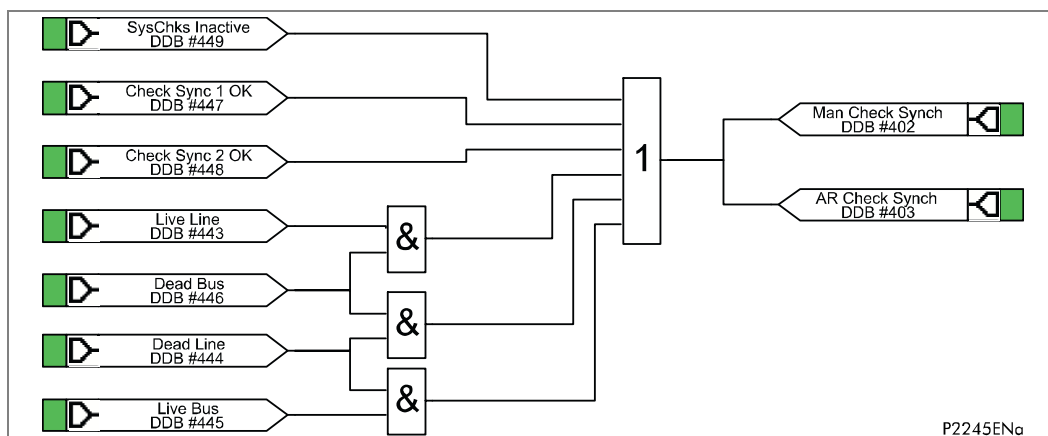 SysChks Inactive
DDB #449
Check Sync 1 OK
DDB #447
Check Sync 2 OK
DDB #448
Live Line
DDB #443
Dead Bus
DDB #446
Dead Line
DDB #444
Live Bus
DDB #445
&
&
&
1
Man Check Synch
DDB #402
AR Check Synch
DDB #403
P2245ENa